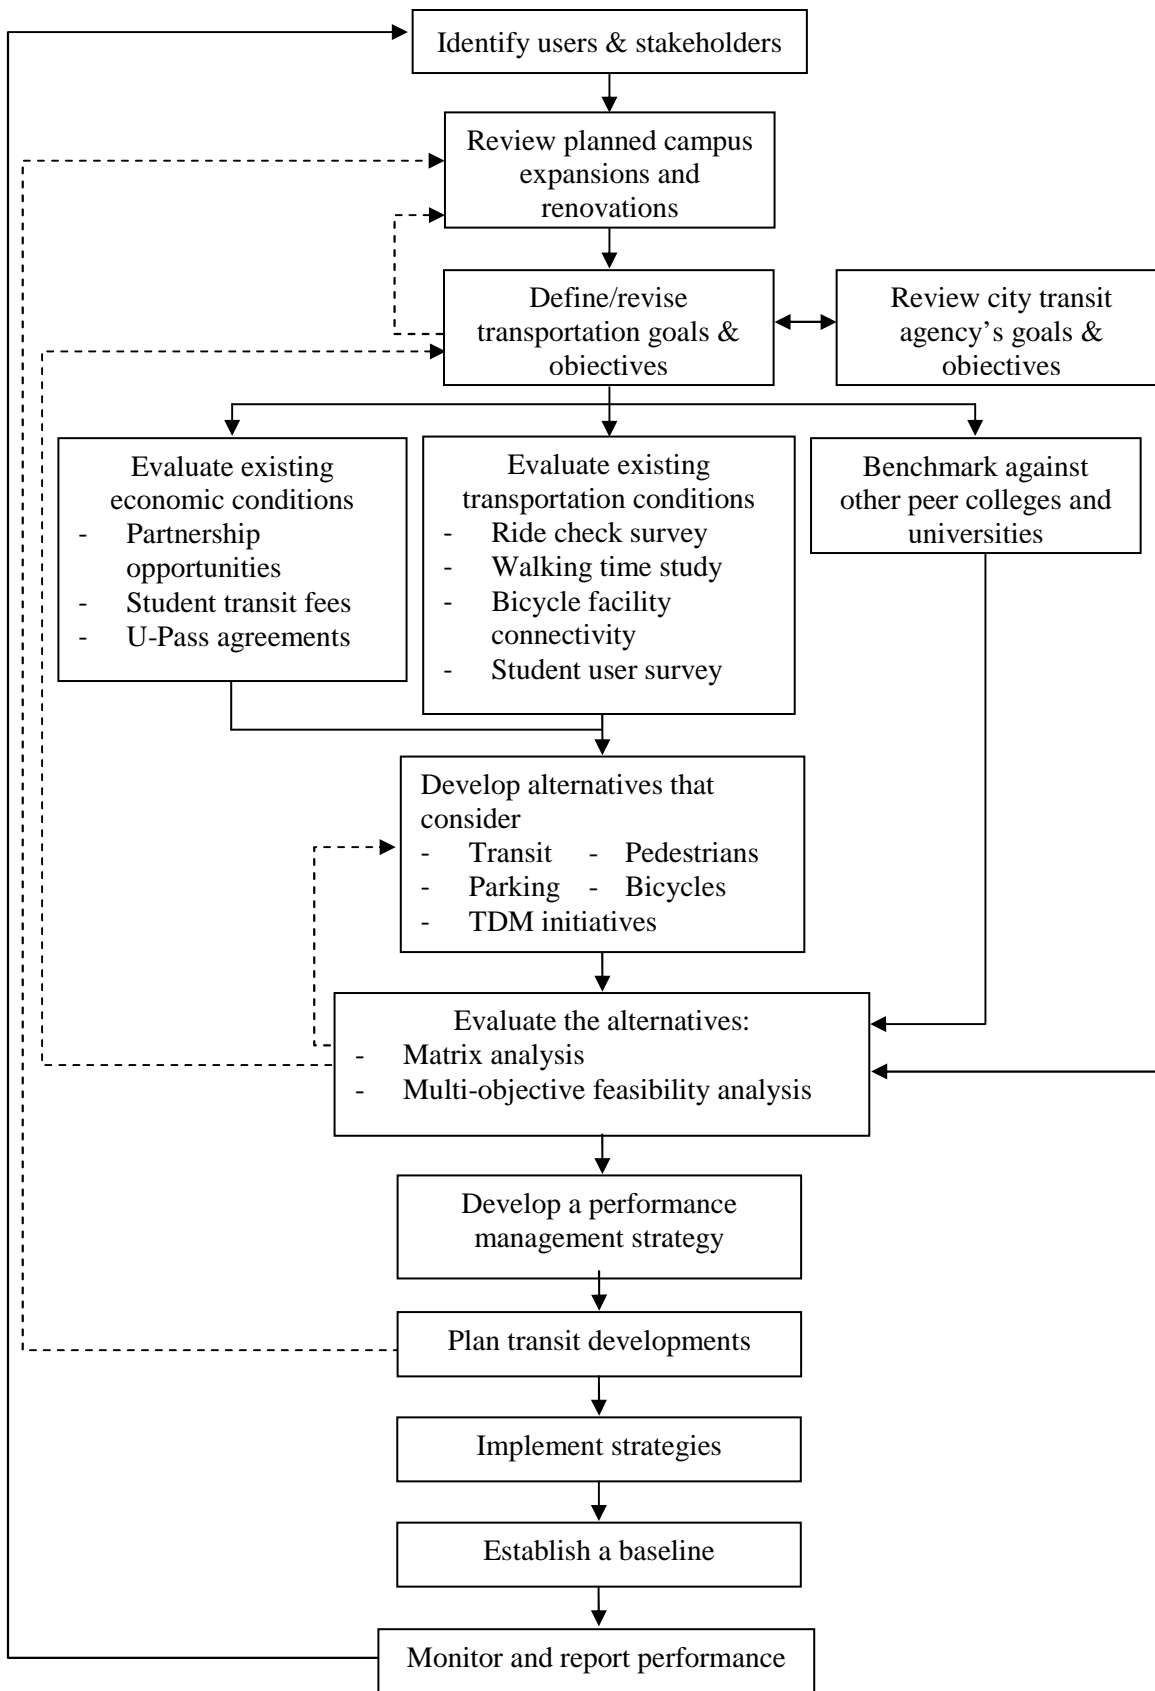 Identify users & stakeholders
Review planned campus
expansions and
renovations
Define/revise
transportation goals &
objectives
Review city transit
agency’s goals &
objectives
Evaluate existing
economic conditions
- Partnership
opportunities
- Student transit fees
- U-Pass agreements
Evaluate existing
transportation conditions
- Ride check survey
- Walking time study
- Bicycle facility
connectivity
- Student user survey
Benchmark against
other peer colleges and
universities
Develop alternatives that
consider
- Transit - Pedestrians
- Parking - Bicycles
- TDM initiatives
Evaluate the alternatives:
- Matrix analysis
- Multi-objective feasibility analysis
Develop a performance
management strategy
Plan transit developments
Implement strategies
Establish a baseline
Monitor and report performance